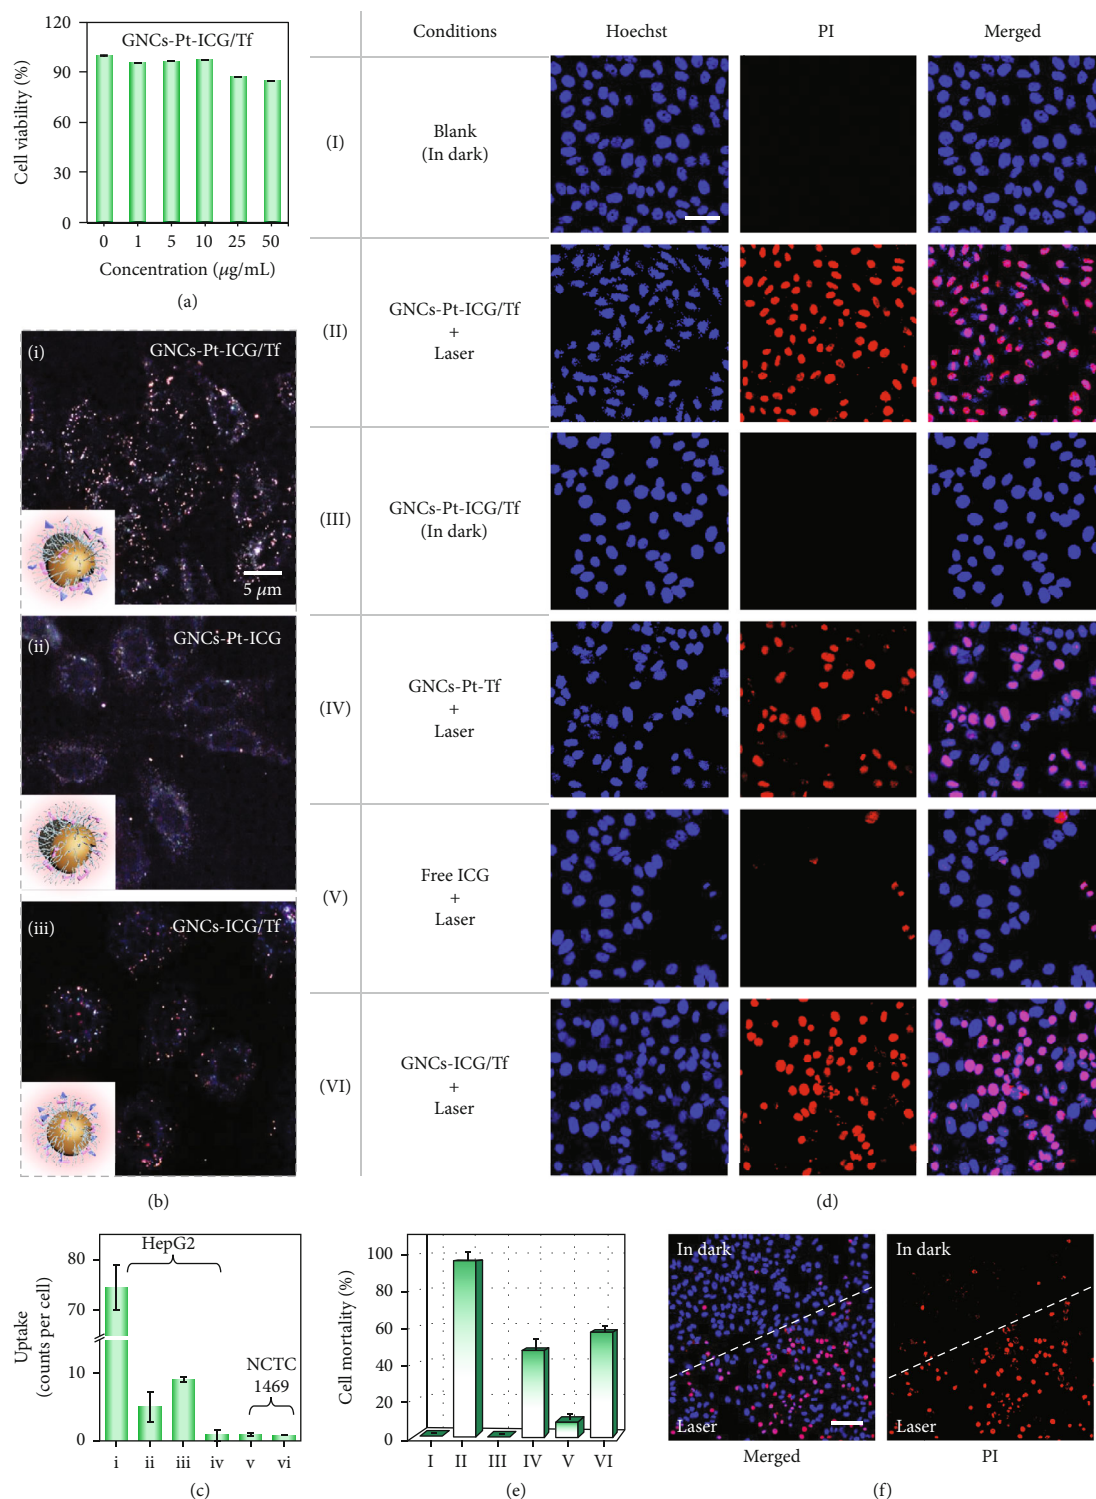 120
90
60
30
0
Cell viability (%)
GNCs-Pt-ICG/Tf
0 1 5 10 25 50
Concentration (μg/mL)
(a)
(i)
GNCs-Pt-ICG/Tf
5 μm
(ii)
GNCs-Pt-ICG
(iii)
GNCs-ICG/Tf
(b)
Conditions Hoechst PI Merged
(I)
Blank
(In dark)
(II)
GNCs-Pt-ICG/Tf
+
Laser
(III)
GNCs-Pt-ICG/Tf
(In dark)
(IV)
GNCs-Pt-Tf
+
Laser
(V)
Free ICG
+
Laser
(VI)
GNCs-ICG/Tf
+
Laser
(d)
80
70
10
0
Uptake
(counts per cell)
HepG2
NCTC
1469
i ii iii iv v vi
(c)
100
80
60
40
20
0
Cell mortality (%)
I II III IV V VI
(e)
In dark
Laser
Merged
In dark
Laser
PI
(f)